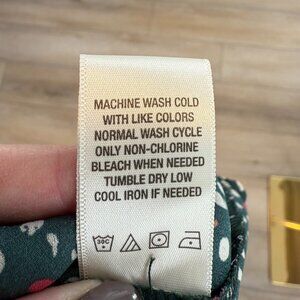 MACHINE WASH COLD
WITH LIKE COLORS
NORMAL WASH CYCLE
ONLY NON-CHLORINE
BLEACH WHEN NEEDED
TUMBLE DRY LOW
COOL IRON IF NEEDED
30C